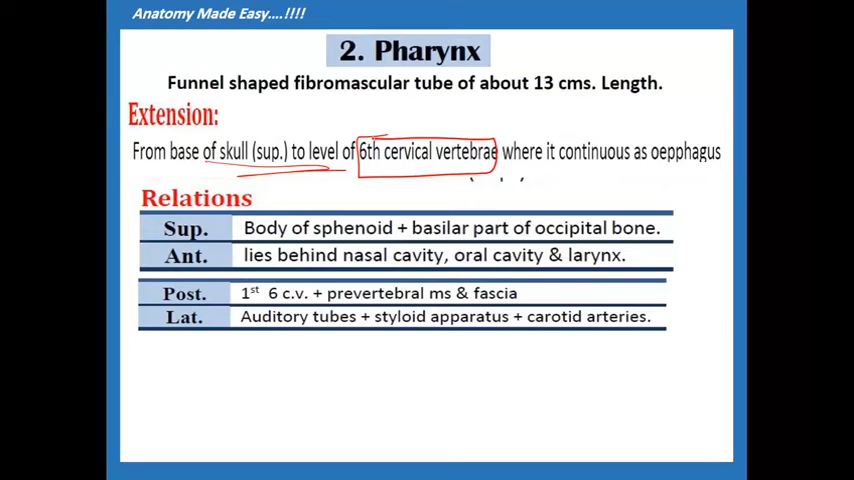 Anatomy Made Easy....!!!!
2. Pharynx
Funnel shaped fibromascular tube of about 13 cms. Length.
Extension:
From base of skull (sup.) to level of 6th cervical vertebrae where it continuous as oepphagus
Relations
Sup. Body of sphenoid + basilar part of occipital bone.
Ant. lies behind nasal cavity, oral cavity & larynx.
Post. 1st 6 c.v. + prevertebral ms & fascia
Lat. Auditory tubes + styloid apparatus + carotid arteries.